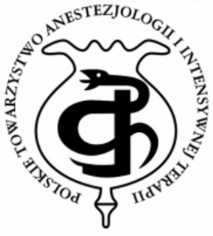 POLSKIE TOWARZYSTWO ANESTEZJOLOGII I INTENSYWNEJ TERAPII